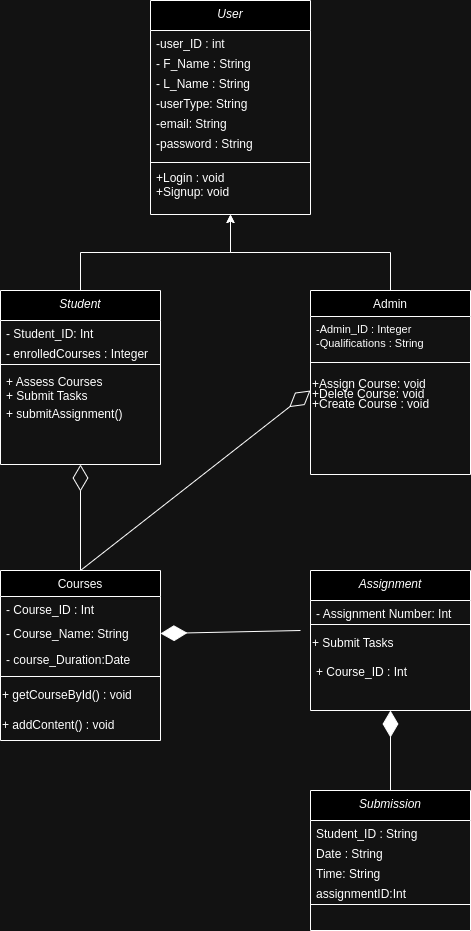 User
-user_ID : int
- F_Name : String
- L_Name : String
-userType: String
-email: String
-password : String
+Login : void
+Signup: void
Student
- Student_ID: Int
- enrolledCourses : Integer
+ Assess Courses
+ Submit Tasks
+ submitAssignment()
Admin
-Admin_ID : Integer
-Qualifications : String
+Assign Course: void
+Delete Course: void
+Create Course : void
Courses
- Course_ID : Int
- Course_Name: String
- course_Duration:Date
+ getCourseById() : void
+ addContent() : void
Assignment
- Assignment Number: Int
+ Submit Tasks
+ Course_ID : Int
Submission
Student_ID : String
Date : String
Time: String
assignmentID:Int